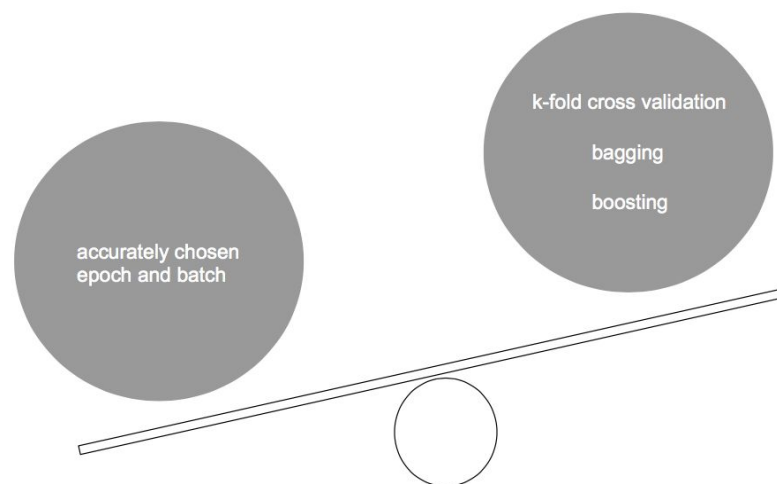 accurately chosen
epoch and batch
k-fold cross validation
bagging
boosting